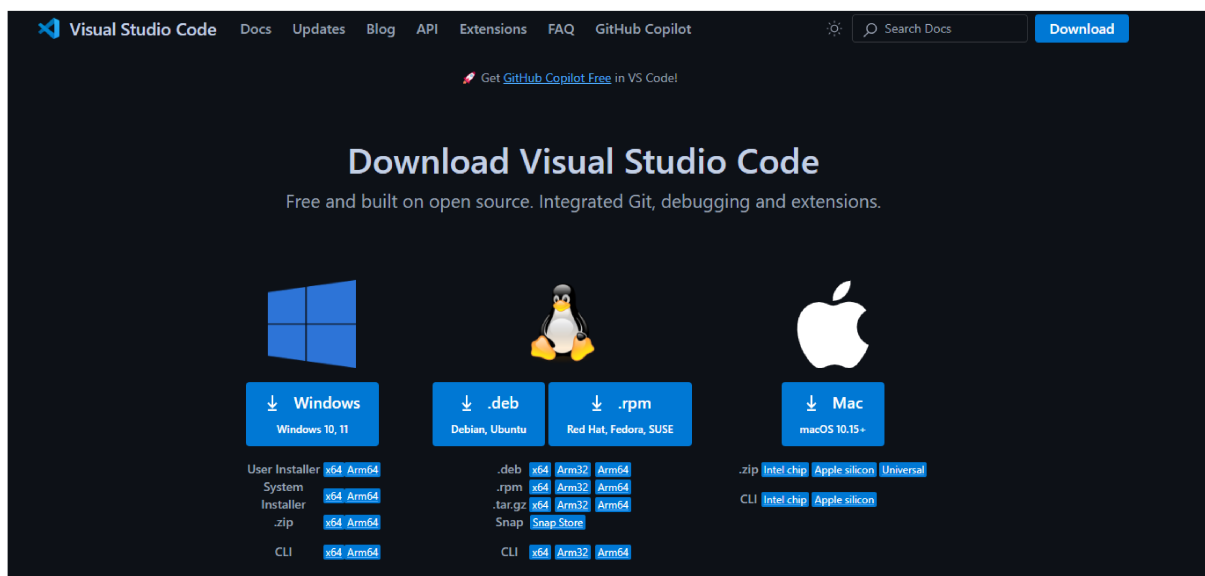 Visual Studio Code Docs Updates Blog API Extensions FAQ GitHub Copilot Search Docs Download
🚀 Get GitHub Copilot Free in VS Code!
Download Visual Studio Code
Free and built on open source. Integrated Git, debugging and extensions.
Windows
Windows 10, 11
User Installer x64 Arm64
System
Installer x64 Arm64
.zip x64 Arm64
CLI x64 Arm64
.deb
Debian, Ubuntu
.rpm
Red Hat, Fedora, SUSE
.deb x64 Arm32 Arm64
.rpm x64 Arm32 Arm64
.tar.gz x64 Arm32 Arm64
Snap Snap Store
CLI x64 Arm32 Arm64
Mac
macOS 10.15+
.zip Intel chip Apple silicon Universal
CLI Intel chip Apple silicon